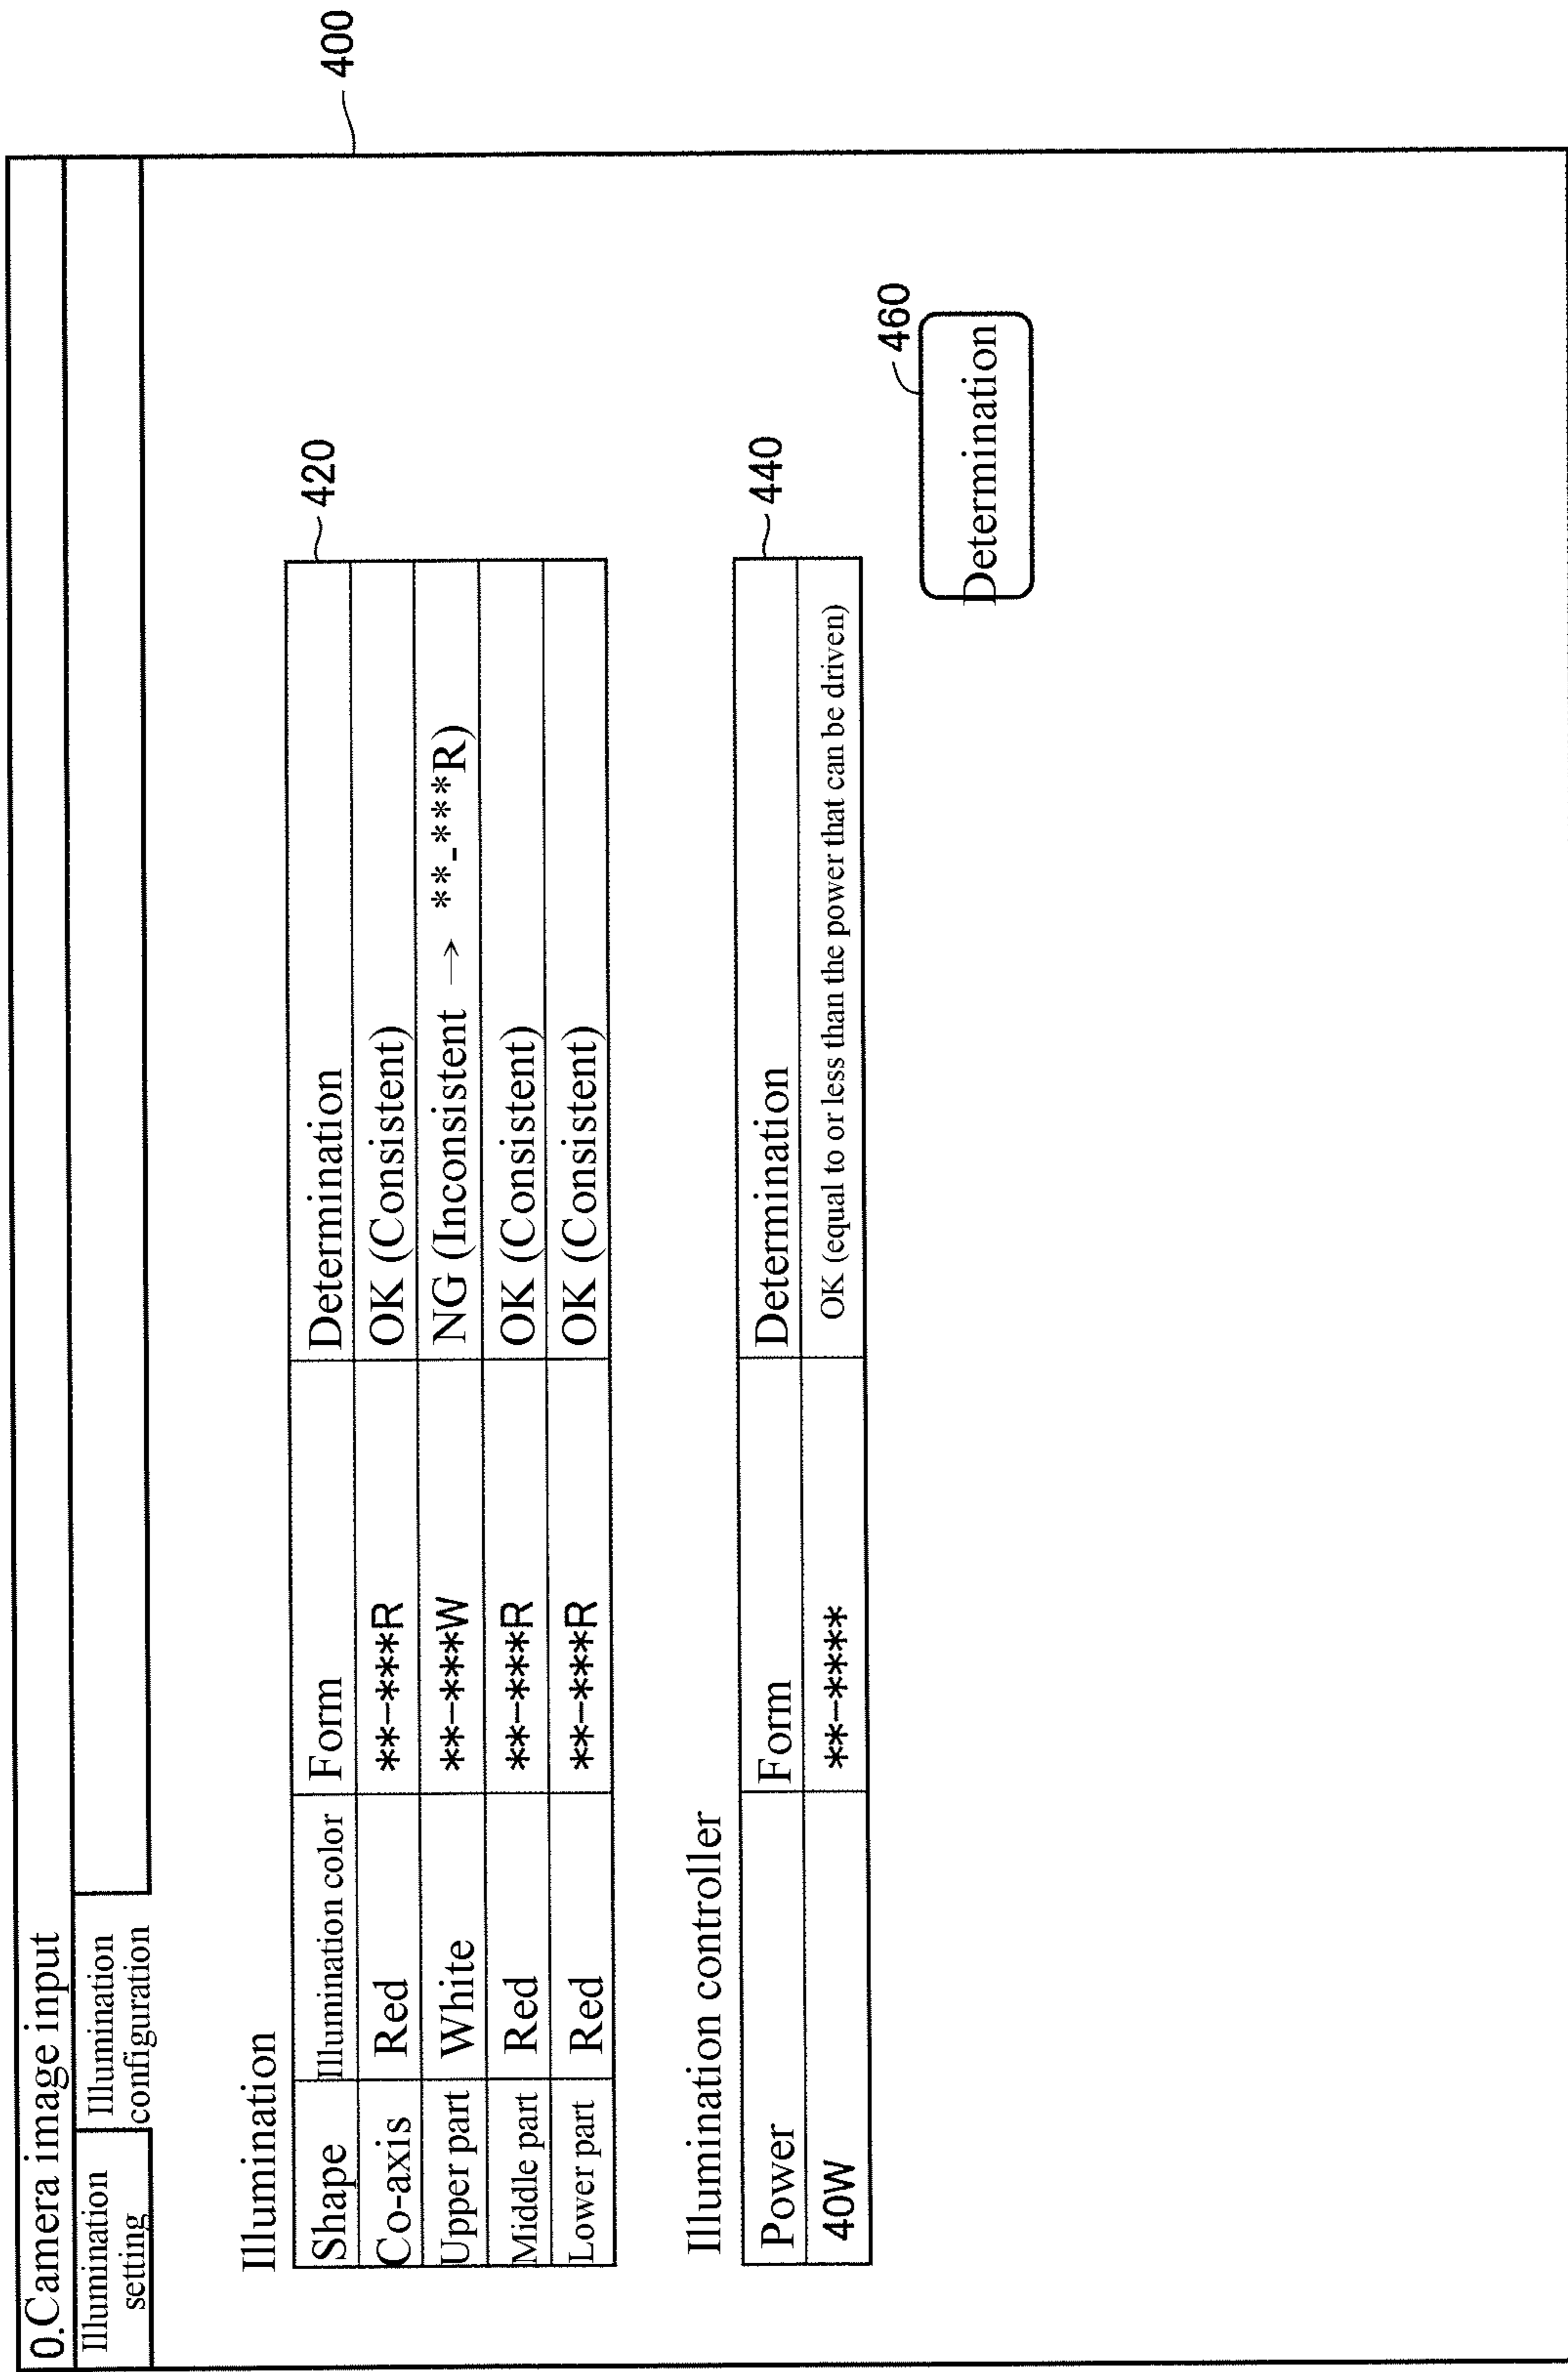 0.Camera image input
Illumination
setting
Illumination
configuration
400
Illumination
420
Shape Illumination color Form Determination
Co-axis Red **-***R OK (Consistent)
Upper part White **-***W NG (Inconsistent → **-***R)
Middle part Red **-***R OK (Consistent)
Lower part Red **-***R OK (Consistent)
Illumination controller
440
Power Form Determination
40W **-**** OK (equal to or less than the power that can be driven)
460
Determination